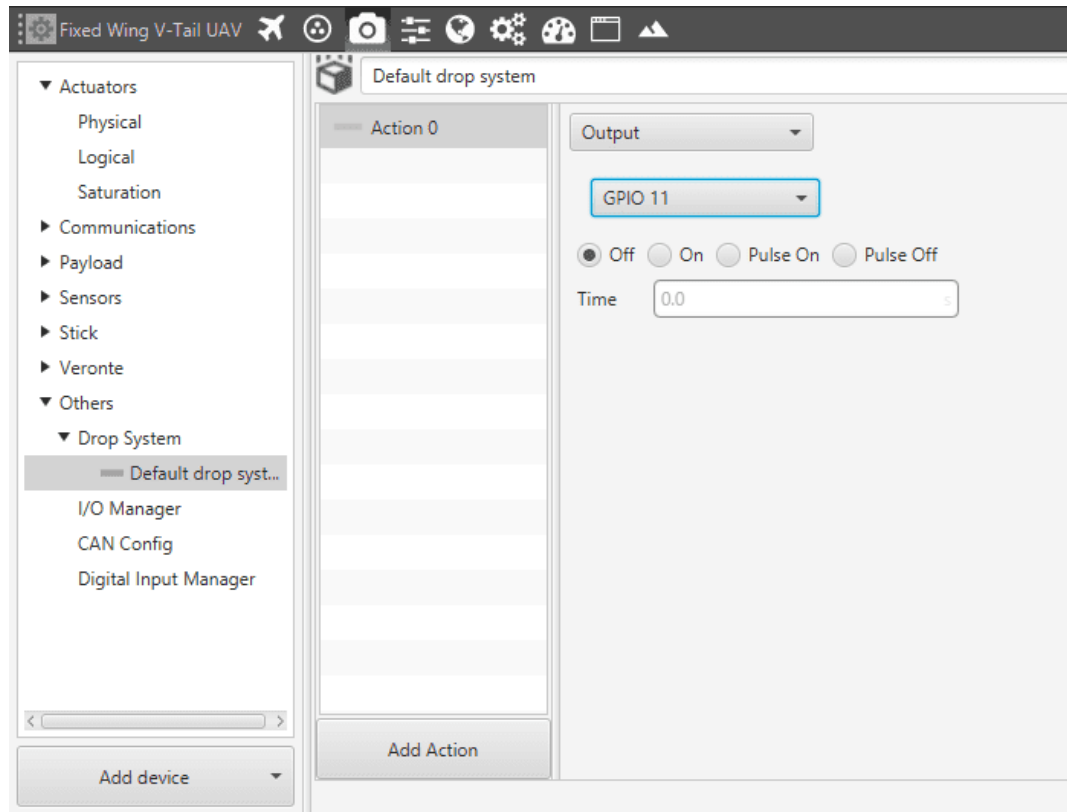 Fixed Wing V-Tail UAV
Actuators
Physical
Logical
Saturation
Communications
Payload
Sensors
Stick
Veronte
Others
Drop System
Default drop syst...
I/O Manager
CAN Config
Digital Input Manager
Add device
Default drop system
Action 0
Add Action
Output
GPIO 11
Off On Pulse On Pulse Off
Time 0.0 s